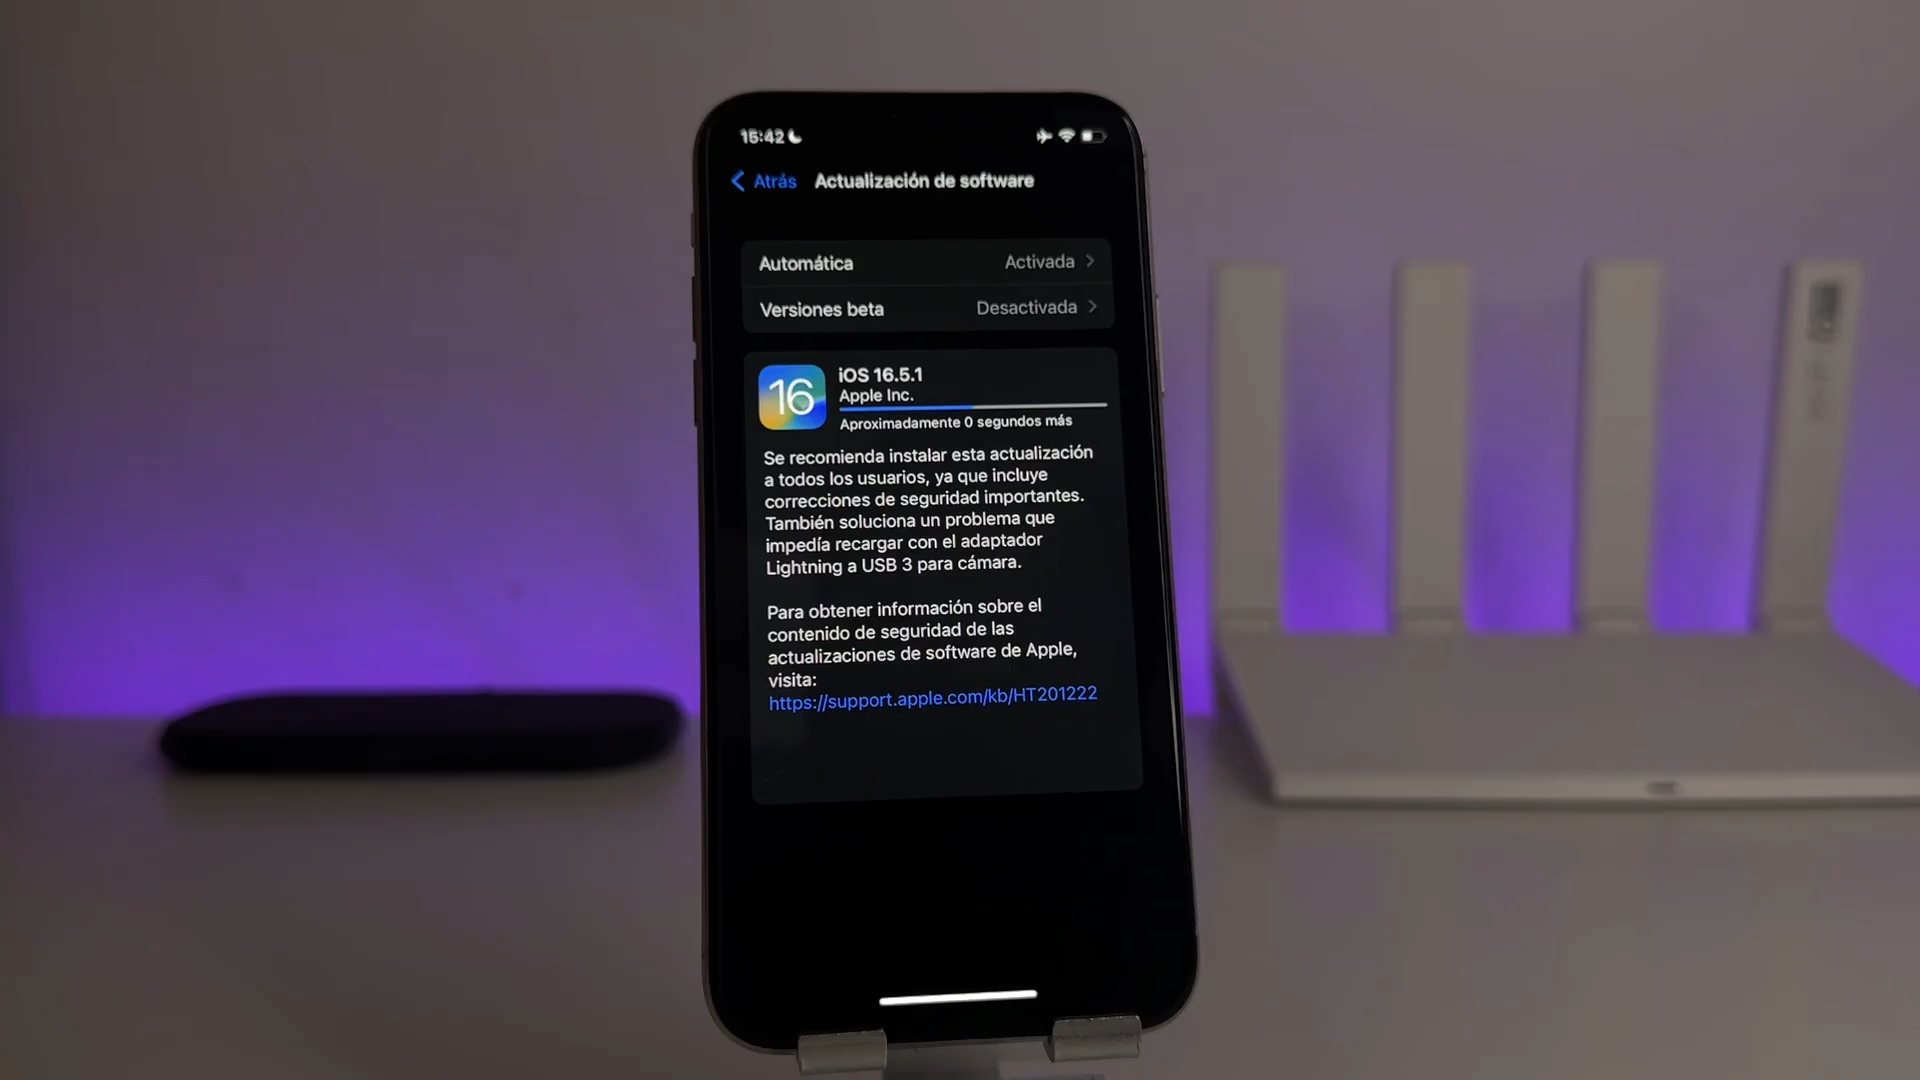 15:42
Atrás Actualización de software
Automática Activada
Versiones beta Desactivada
16
iOS 16.5.1
Apple Inc.
Aproximadamente 0 segundos más
Se recomienda instalar esta actualización
a todos los usuarios, ya que incluye
correcciones de seguridad importantes.
También soluciona un problema que
impedía recargar con el adaptador
Lightning a USB 3 para cámara.
Para obtener información sobre el
contenido de seguridad de las
actualizaciones de software de Apple,
visita:
https://support.apple.com/kb/HT201222